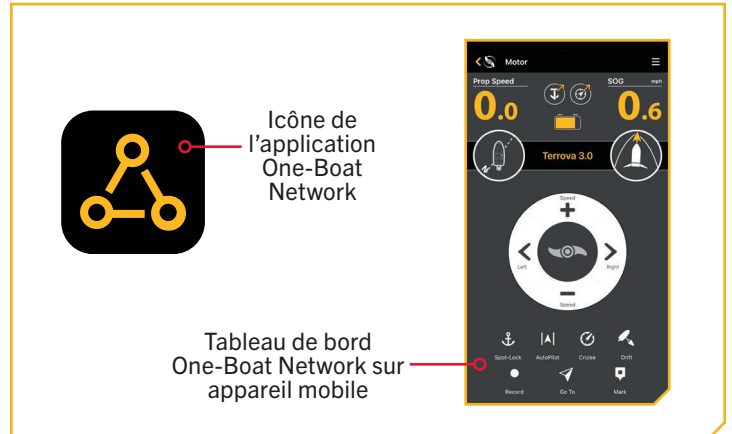 Icône de
l'application
One-Boat
Network
Tableau de bord
One-Boat Network sur
appareil mobile
Motor
Prop Speed
SOG
mph
0.0
0.6
N
Terrova 3.0
Speed
+
Left
Right
−
Speed
Spot-Lock
AutoPilot
Cruise
Drift
Record
Go To
Mark